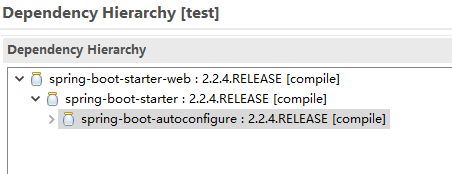 Dependency Hierarchy [test]
Dependency Hierarchy
spring-boot-starter-web : 2.2.4.RELEASE [compile]
spring-boot-starter : 2.2.4.RELEASE [compile]
spring-boot-autoconfigure : 2.2.4.RELEASE [compile]